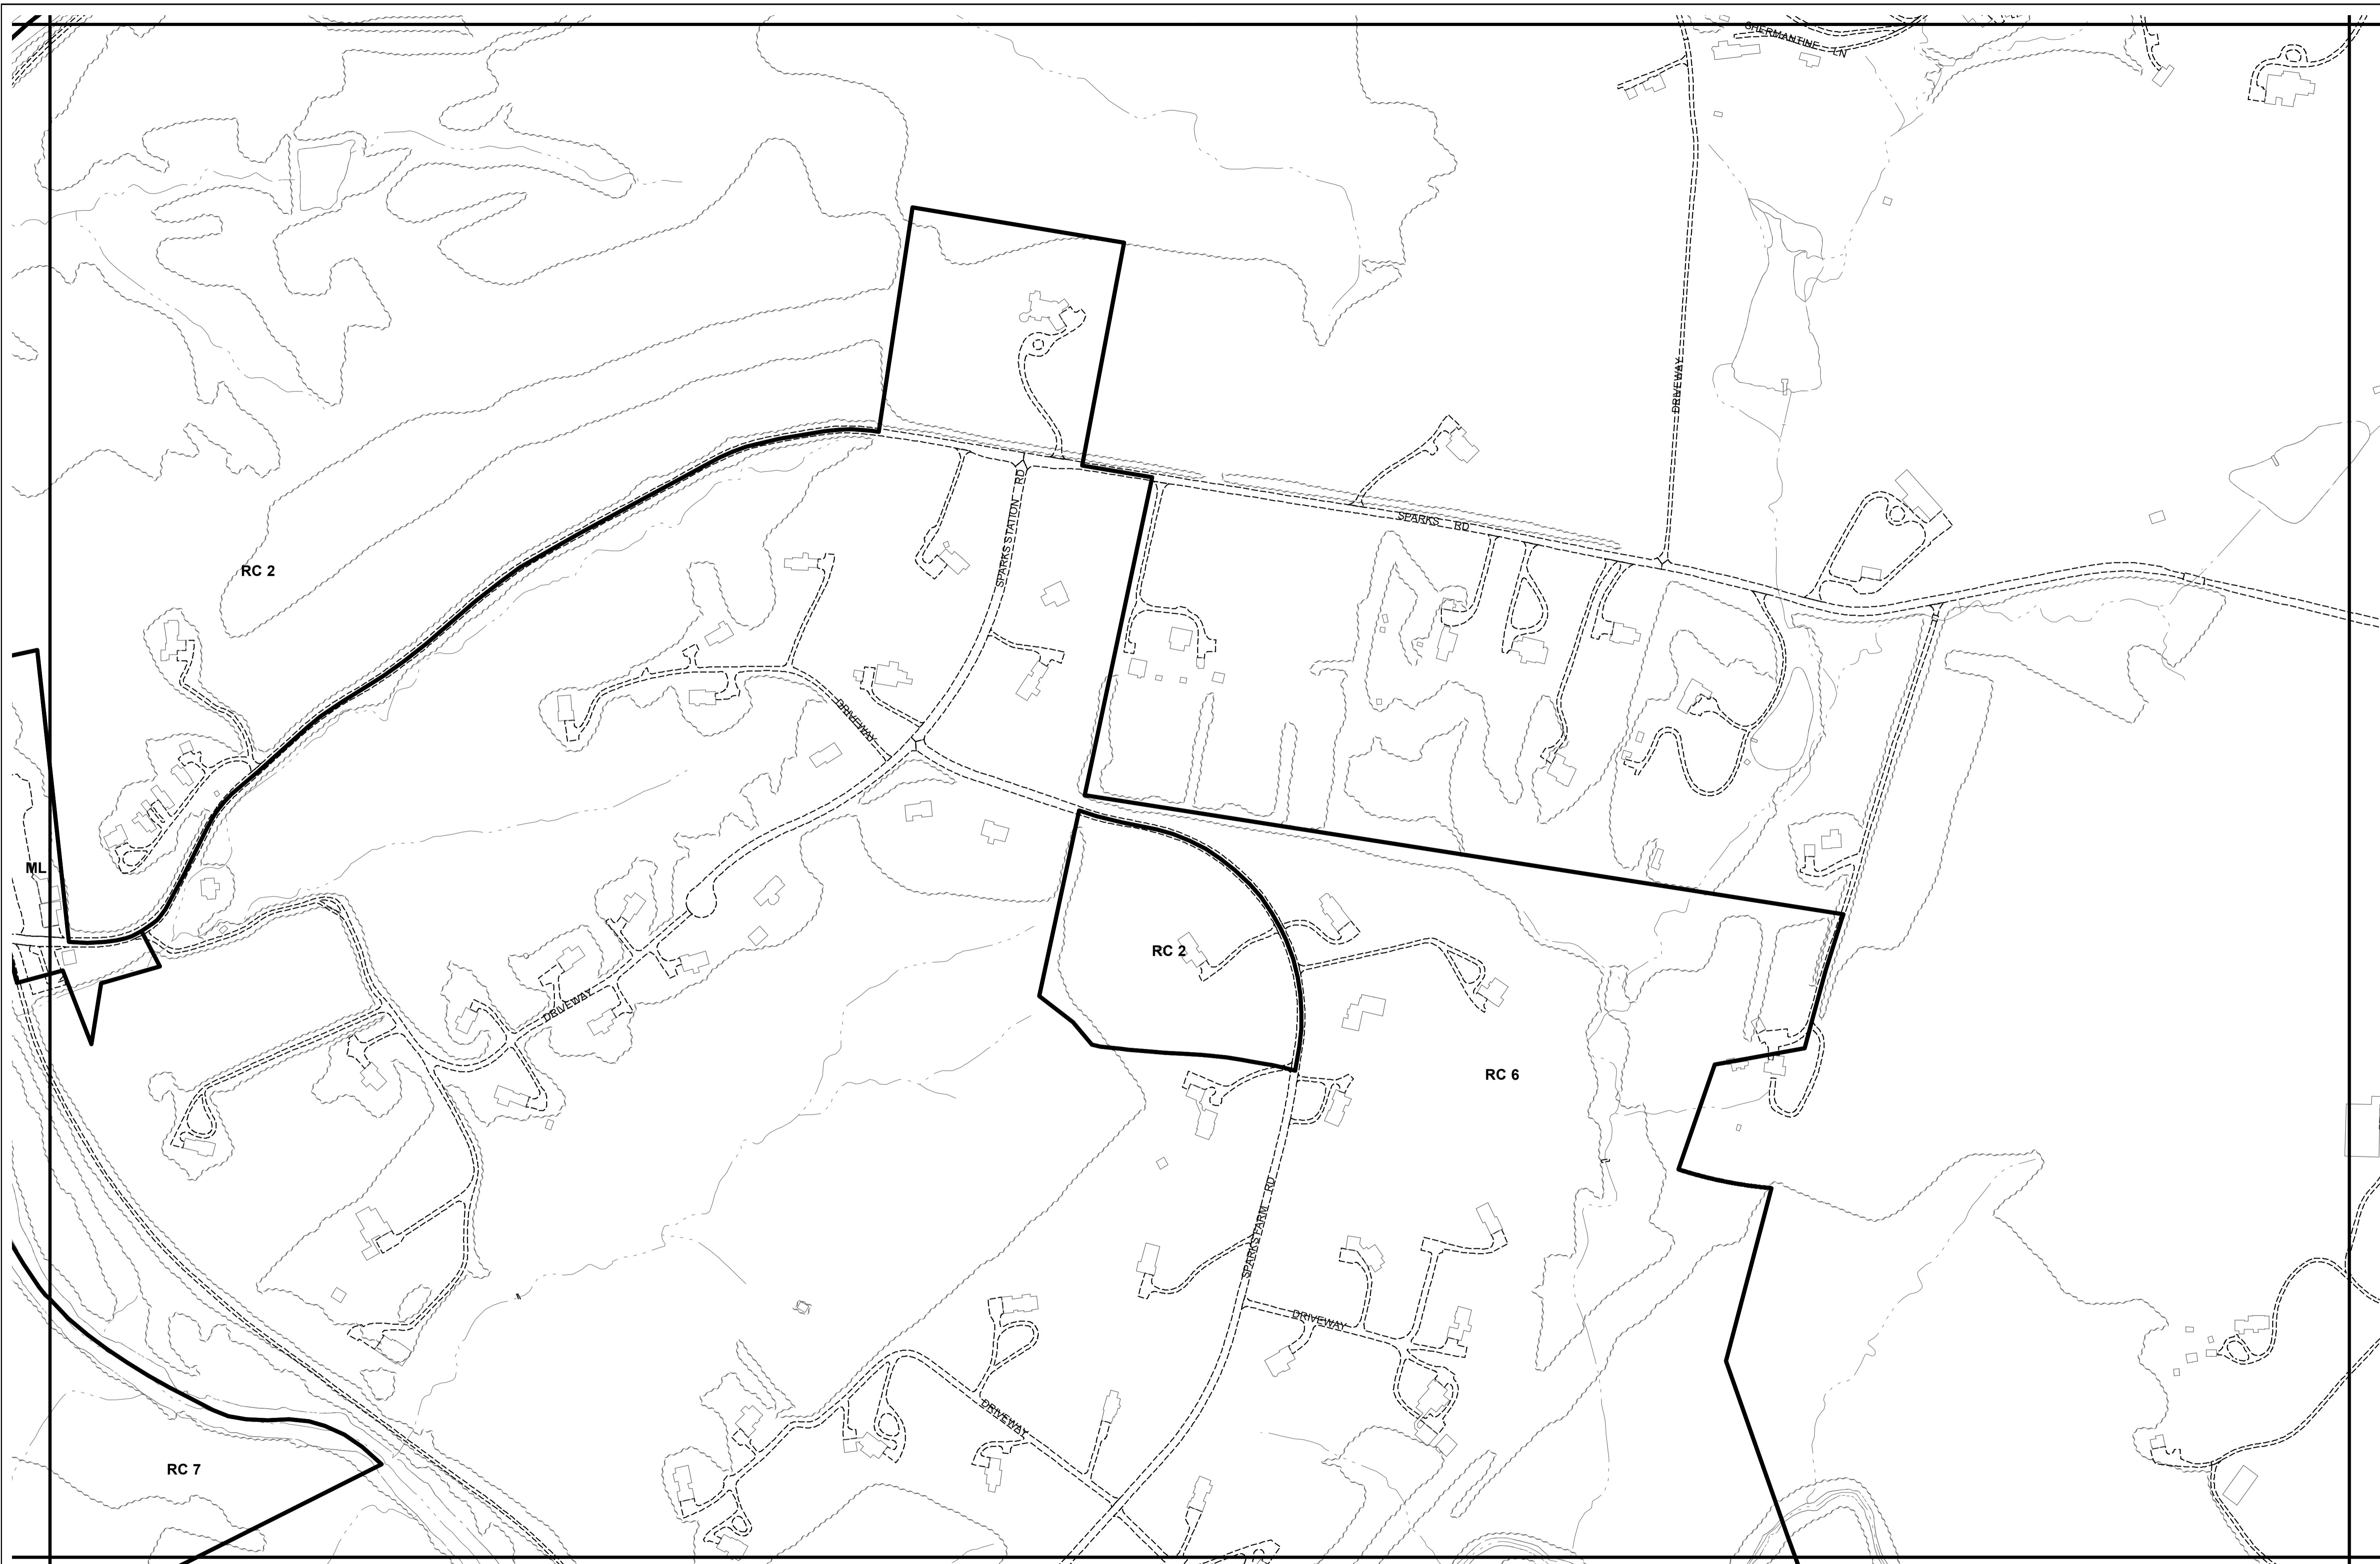 SHERMANTINE LN
DRIVEWAY
SPARKS STATION RD
SPARKS RD
RC 2
DRIVEWAY
ML
RC 2
DRIVEWAY
RC 6
SPARKS FARM RD
DRIVEWAY
DRIVEWAY
RC 7